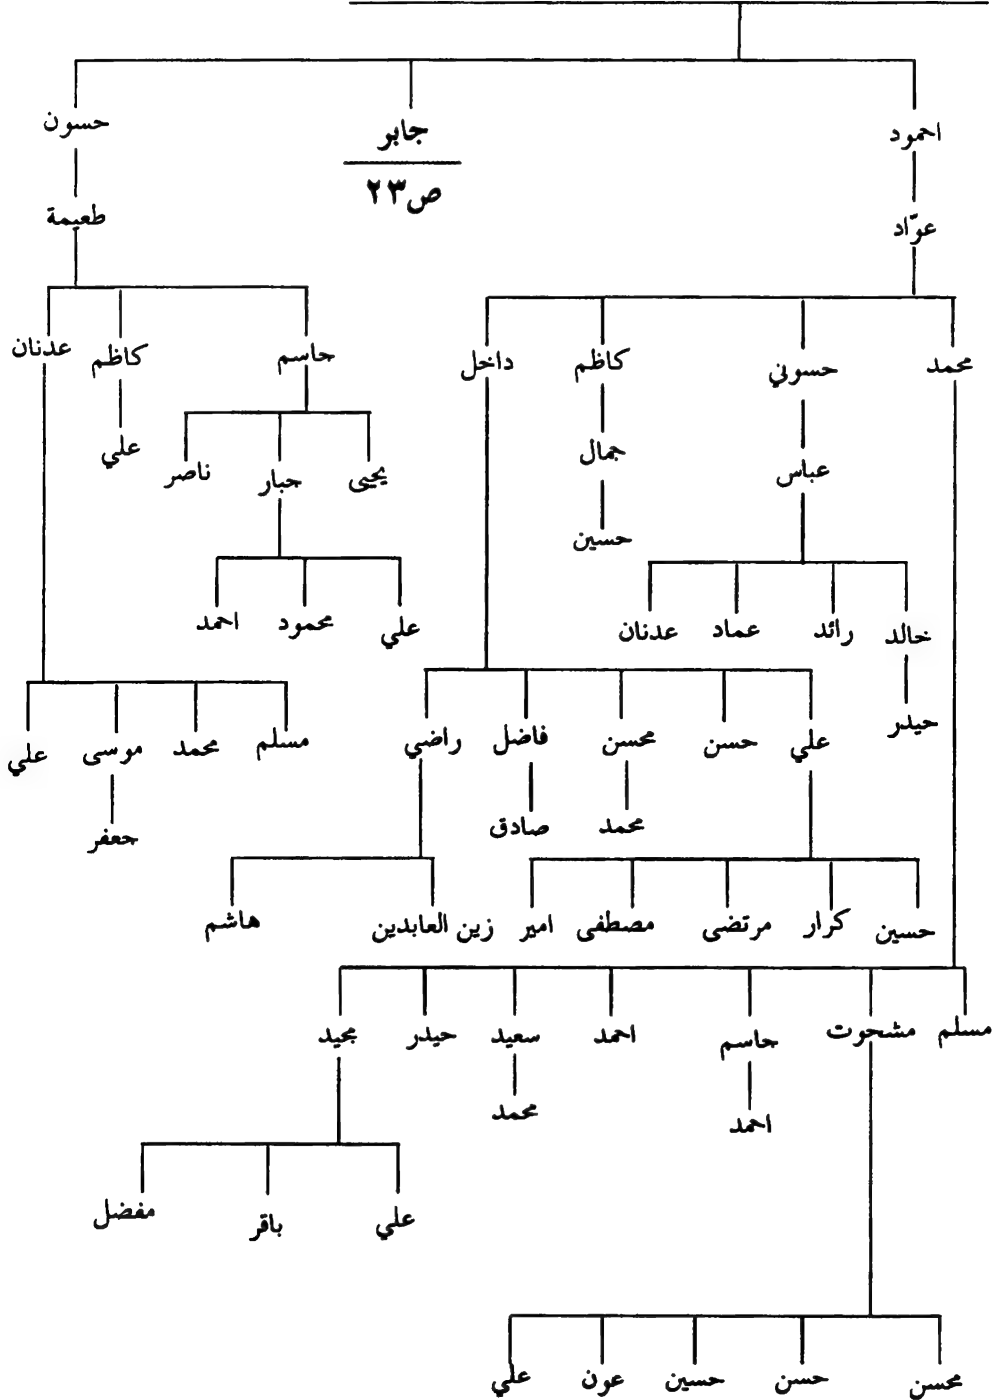 احمود
جابر
حسون
ص٢٣
عوّاد
طعيمة
محمد
حسوني
كاظم
داخل
جاسم
كاظم
عدنان
عباس
جمال
يحيى
جبار
ناصر
علي
حسين
خالد
رائد
عماد
عدنان
علي
محمود
احمد
حيدر
علي
حسن
محسن
فاضل
راضي
مسلم
محمد
موسى
علي
محمد
صادق
جعفر
حسين
كرار
مرتضى
مصطفى
امير
زين العابدين
هاشم
مسلم
مشحوت
جاسم
احمد
سعيد
حيدر
مجيد
احمد
محمد
علي
باقر
مفضل
محسن
حسن
حسين
عون
علي